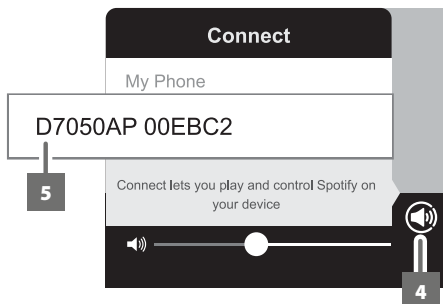 Connect
My Phone
D7050AP 00EBC2
5
Connect lets you play and control Spotify on
your device
4